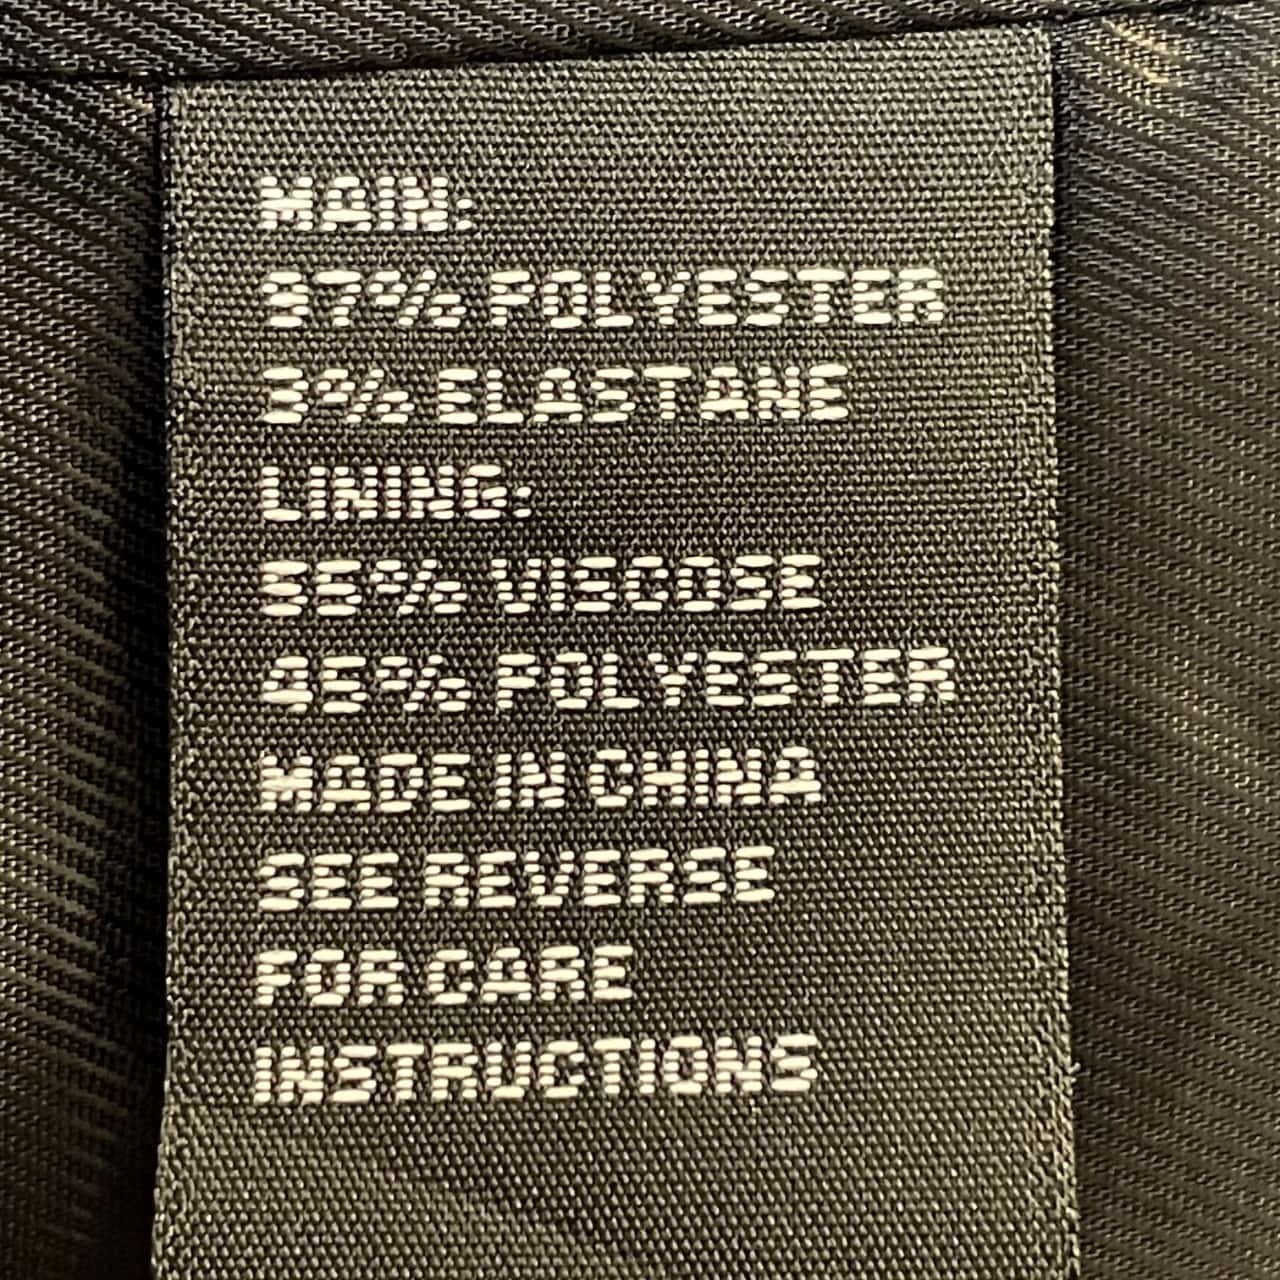 MAIN:
97% POLYESTER
3% ELASTANE
LINING:
55% VISCOSE
45% POLYESTER
MADE IN CHINA
SEE REVERSE
FOR CARE
INSTRUCTIONS